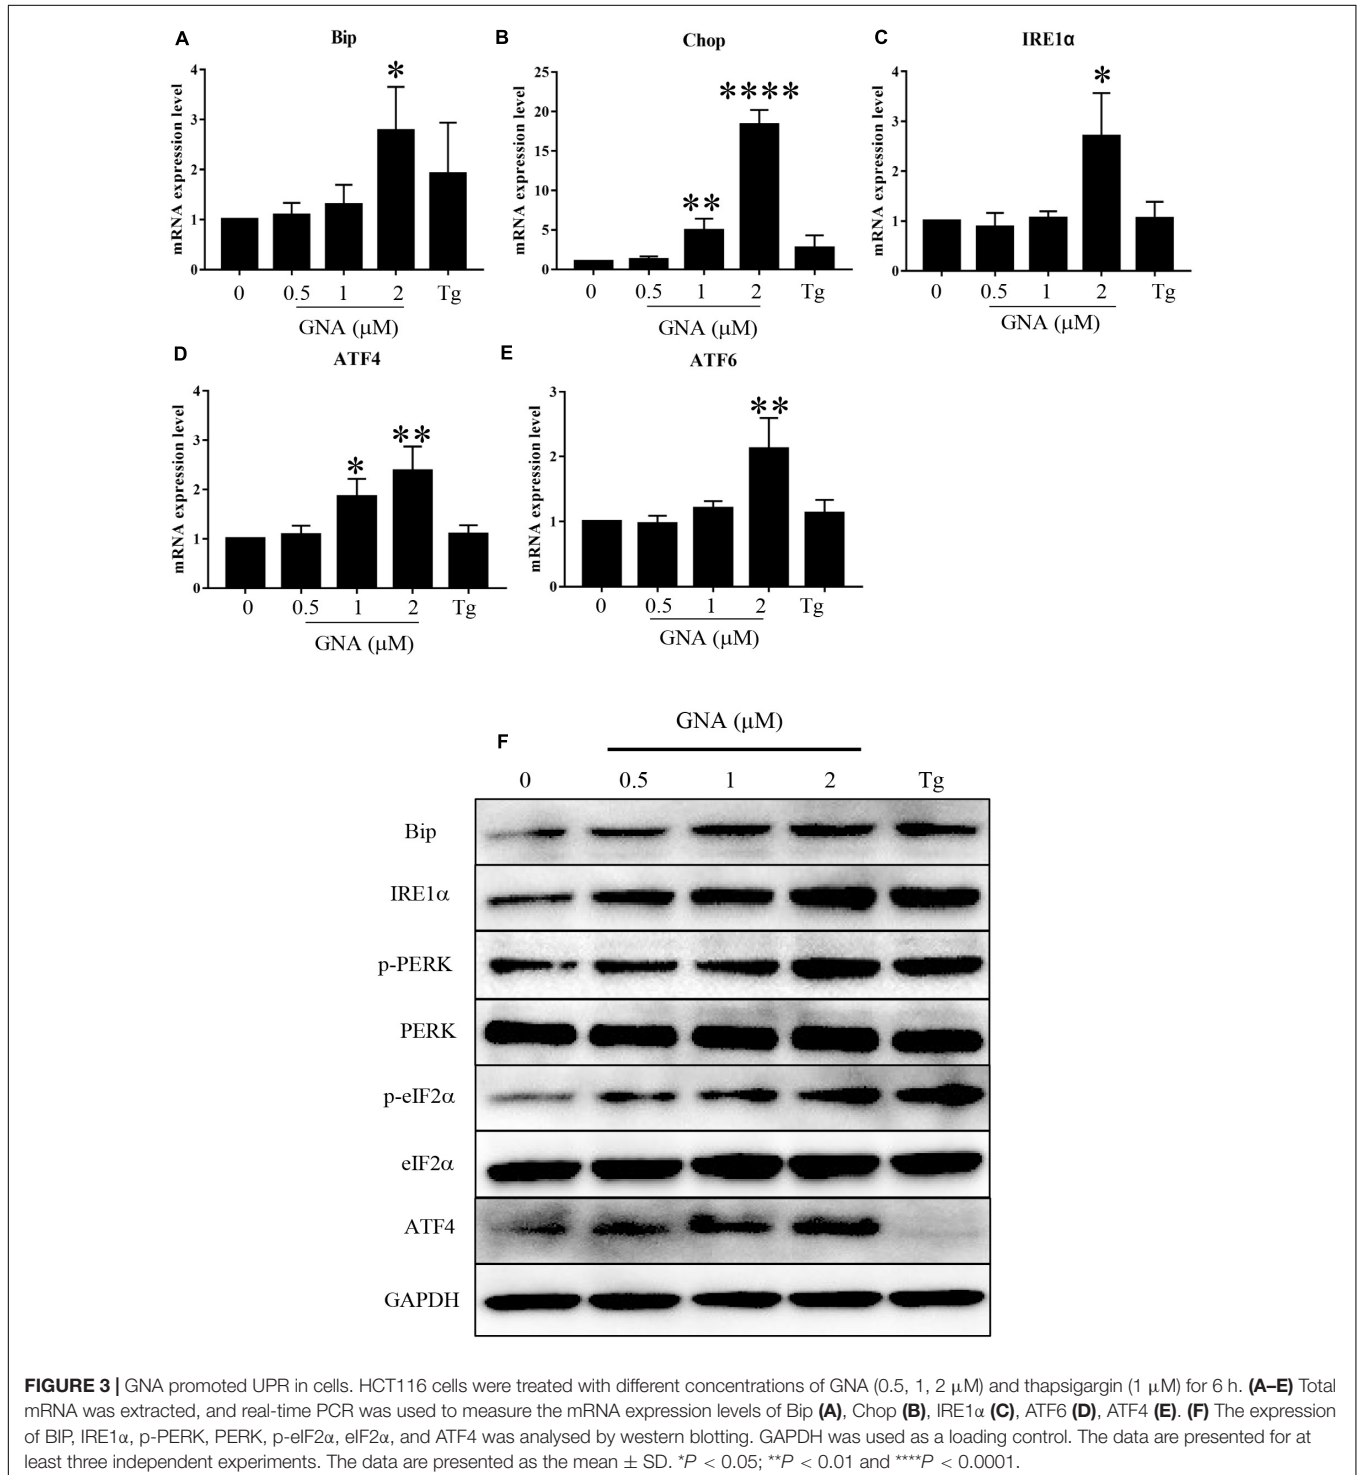 A Bip
mRNA expression level
4
3
2
1
0
*
0 0.5 1 2 Tg
GNA (μM)
B Chop
mRNA expression level
25
20
15
10
5
0
** ****
0 0.5 1 2 Tg
GNA (μM)
C IRE1α
mRNA expression level
4
3
2
1
0
*
0 0.5 1 2 Tg
GNA (μM)
D ATF4
mRNA expression level
4
3
2
1
0
* **
0 0.5 1 2 Tg
GNA (μM)
E ATF6
mRNA expression level
3
2
1
0
**
0 0.5 1 2 Tg
GNA (μM)
F GNA (μM)
0 0.5 1 2 Tg
Bip
IRE1α
p-PERK
PERK
p-eIF2α
eIF2α
ATF4
GAPDH
FIGURE 3 | GNA promoted UPR in cells. HCT116 cells were treated with different concentrations of GNA (0.5, 1, 2 μM) and thapsigargin (1 μM) for 6 h. (A–E) Total
mRNA was extracted, and real-time PCR was used to measure the mRNA expression levels of Bip (A), Chop (B), IRE1α (C), ATF6 (D), ATF4 (E). (F) The expression
of BIP, IRE1α, p-PERK, PERK, p-eIF2α, eIF2α, and ATF4 was analysed by western blotting. GAPDH was used as a loading control. The data are presented for at
least three independent experiments. The data are presented as the mean ± SD. *P < 0.05; **P < 0.01 and ****P < 0.0001.